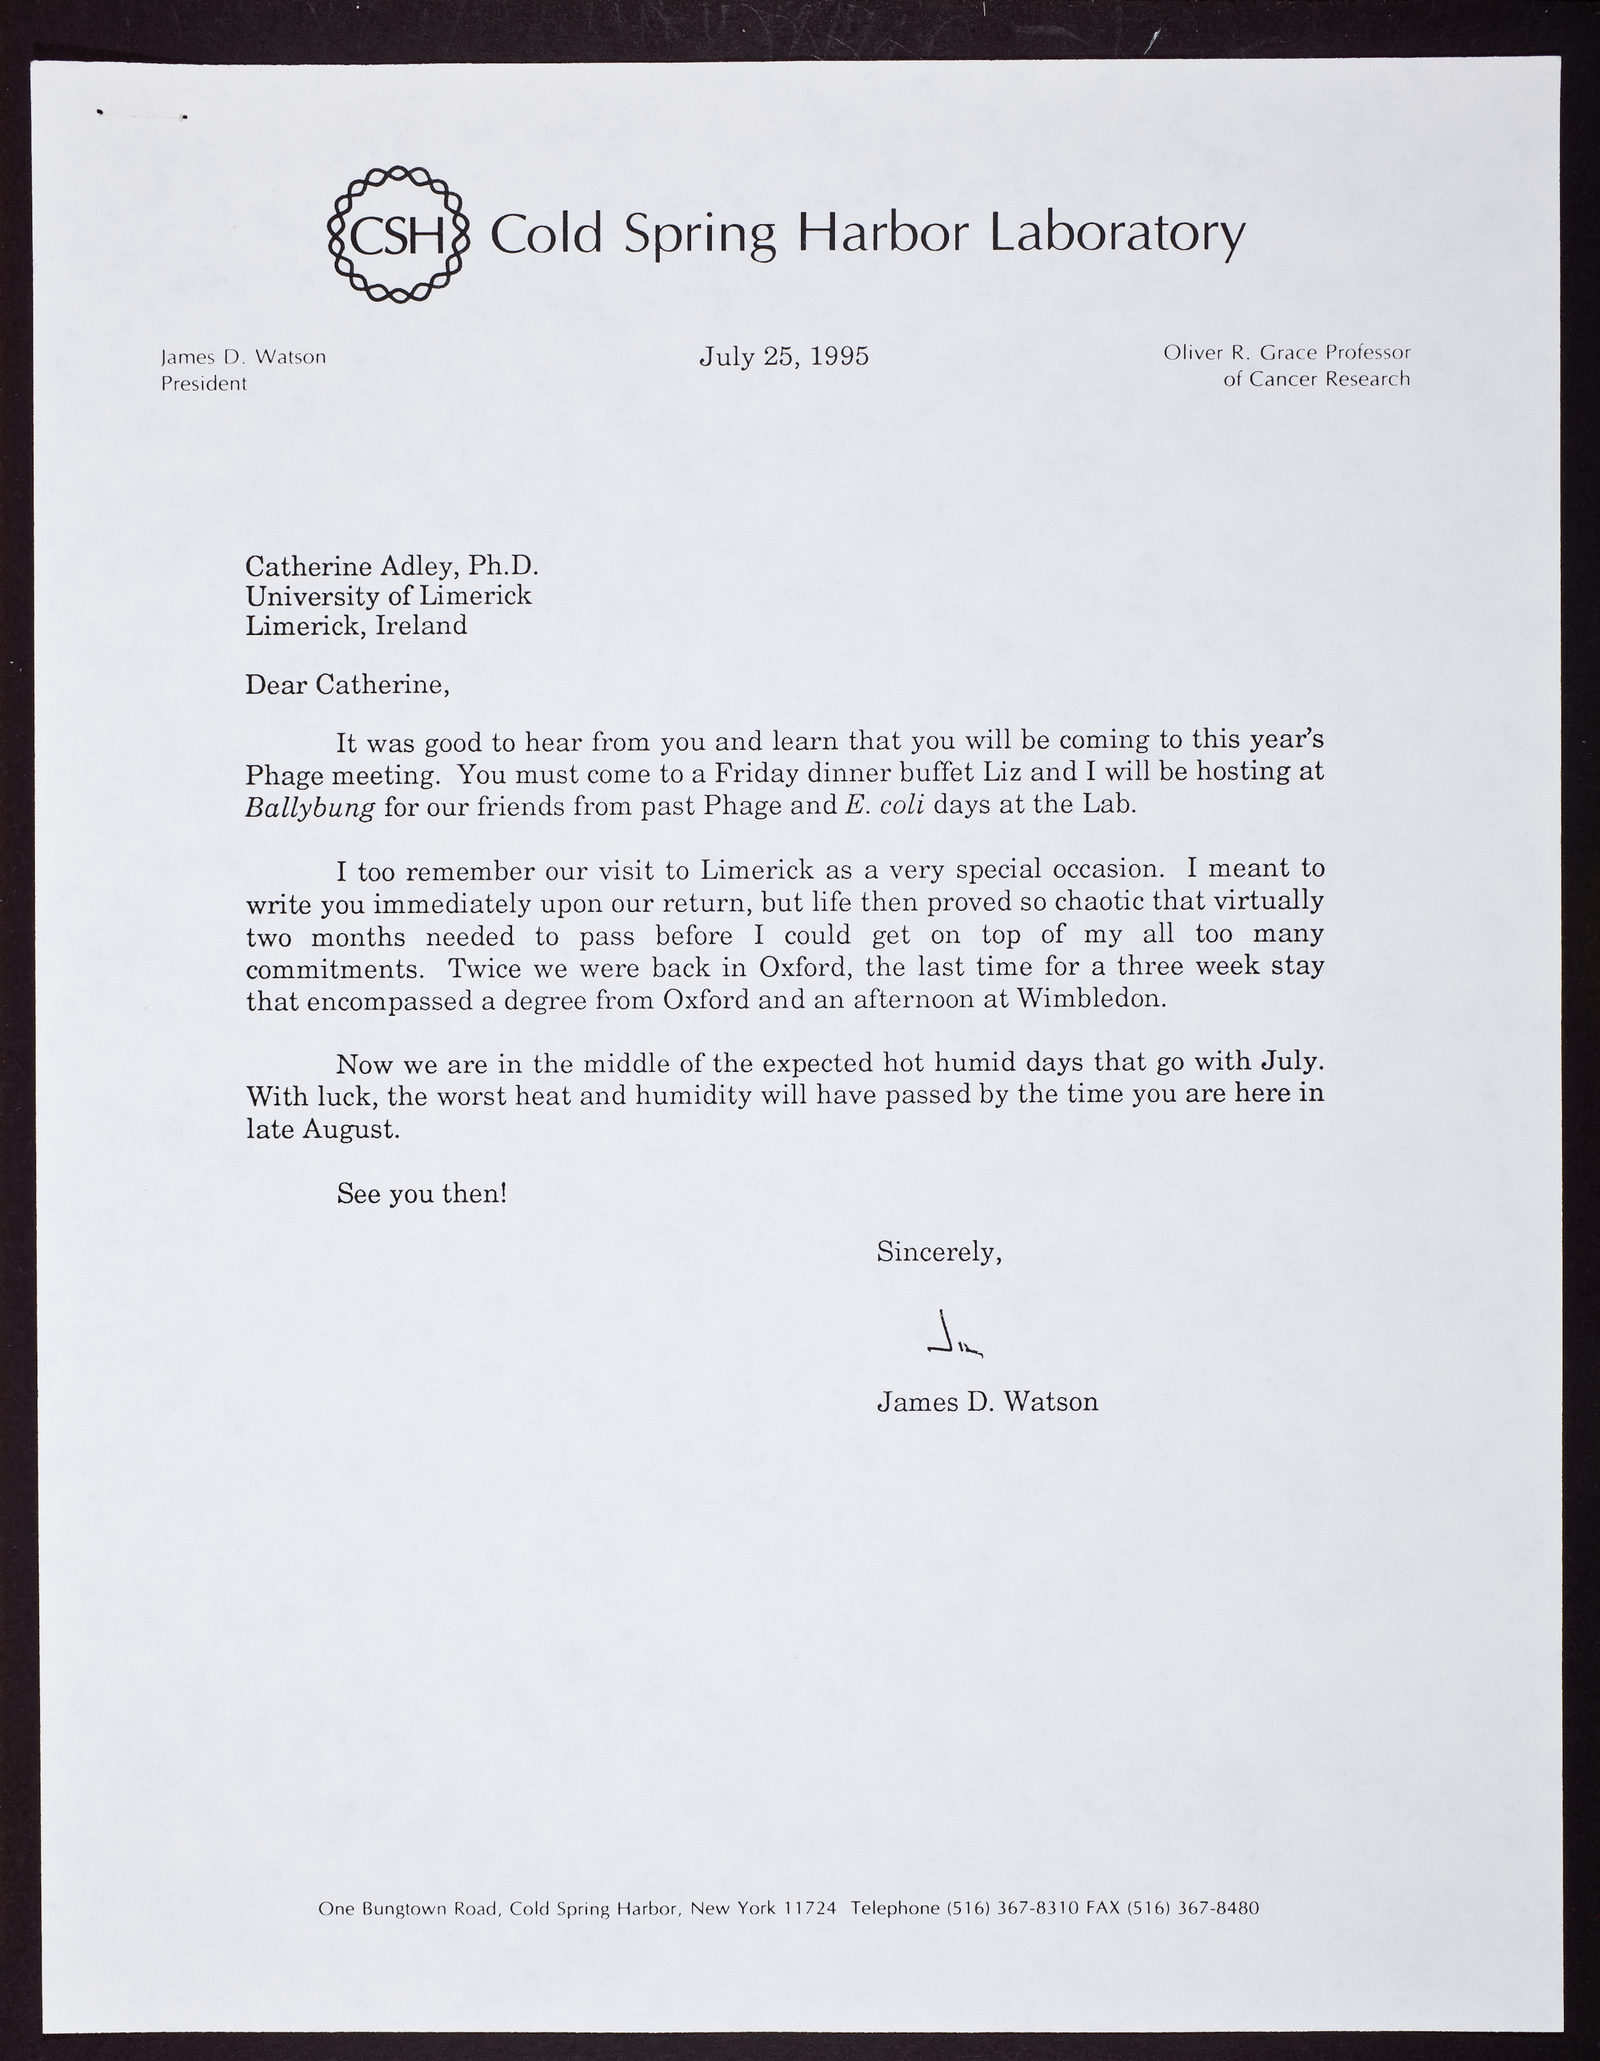 CSH Cold Spring Harbor Laboratory
James D. Watson
President
July 25, 1995
Oliver R. Grace Professor
of Cancer Research
Catherine Adley, Ph.D.
University of Limerick
Limerick, Ireland
Dear Catherine,
It was good to hear from you and learn that you will be coming to this year's
Phage meeting. You must come to a Friday dinner buffet Liz and I will be hosting at
Ballybung for our friends from past Phage and E. coli days at the Lab.
I too remember our visit to Limerick as a very special occasion. I meant to
write you immediately upon our return, but life then proved so chaotic that virtually
two months needed to pass before I could get on top of my all too many
commitments. Twice we were back in Oxford, the last time for a three week stay
that encompassed a degree from Oxford and an afternoon at Wimbledon.
Now we are in the middle of the expected hot humid days that go with July.
With luck, the worst heat and humidity will have passed by the time you are here in
late August.
See you then!
Sincerely,
Jim
James D. Watson
One Bungtown Road, Cold Spring Harbor, New York 11724 Telephone (516) 367-8310 FAX (516) 367-8480